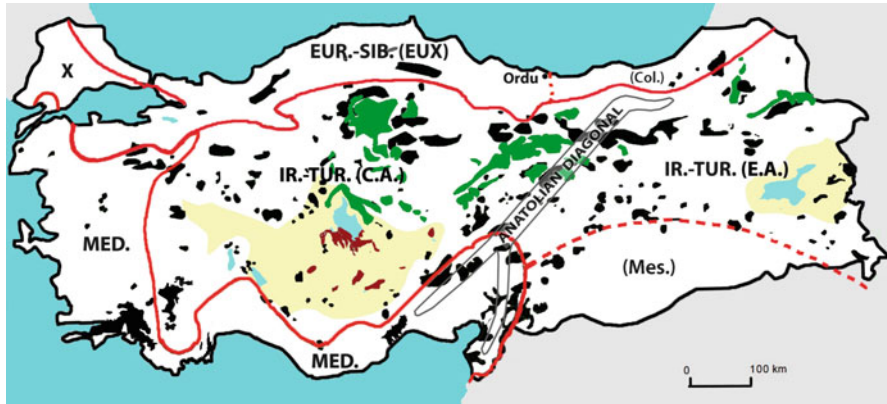 EUR.-SIB. (EUX)
X
Ordu
(Col.)
IR.-TUR. (C.A.)
ANATOLIAN DIAGONAL
IR.-TUR. (E.A.)
MED.
(Mes.)
MED.
0 100 km